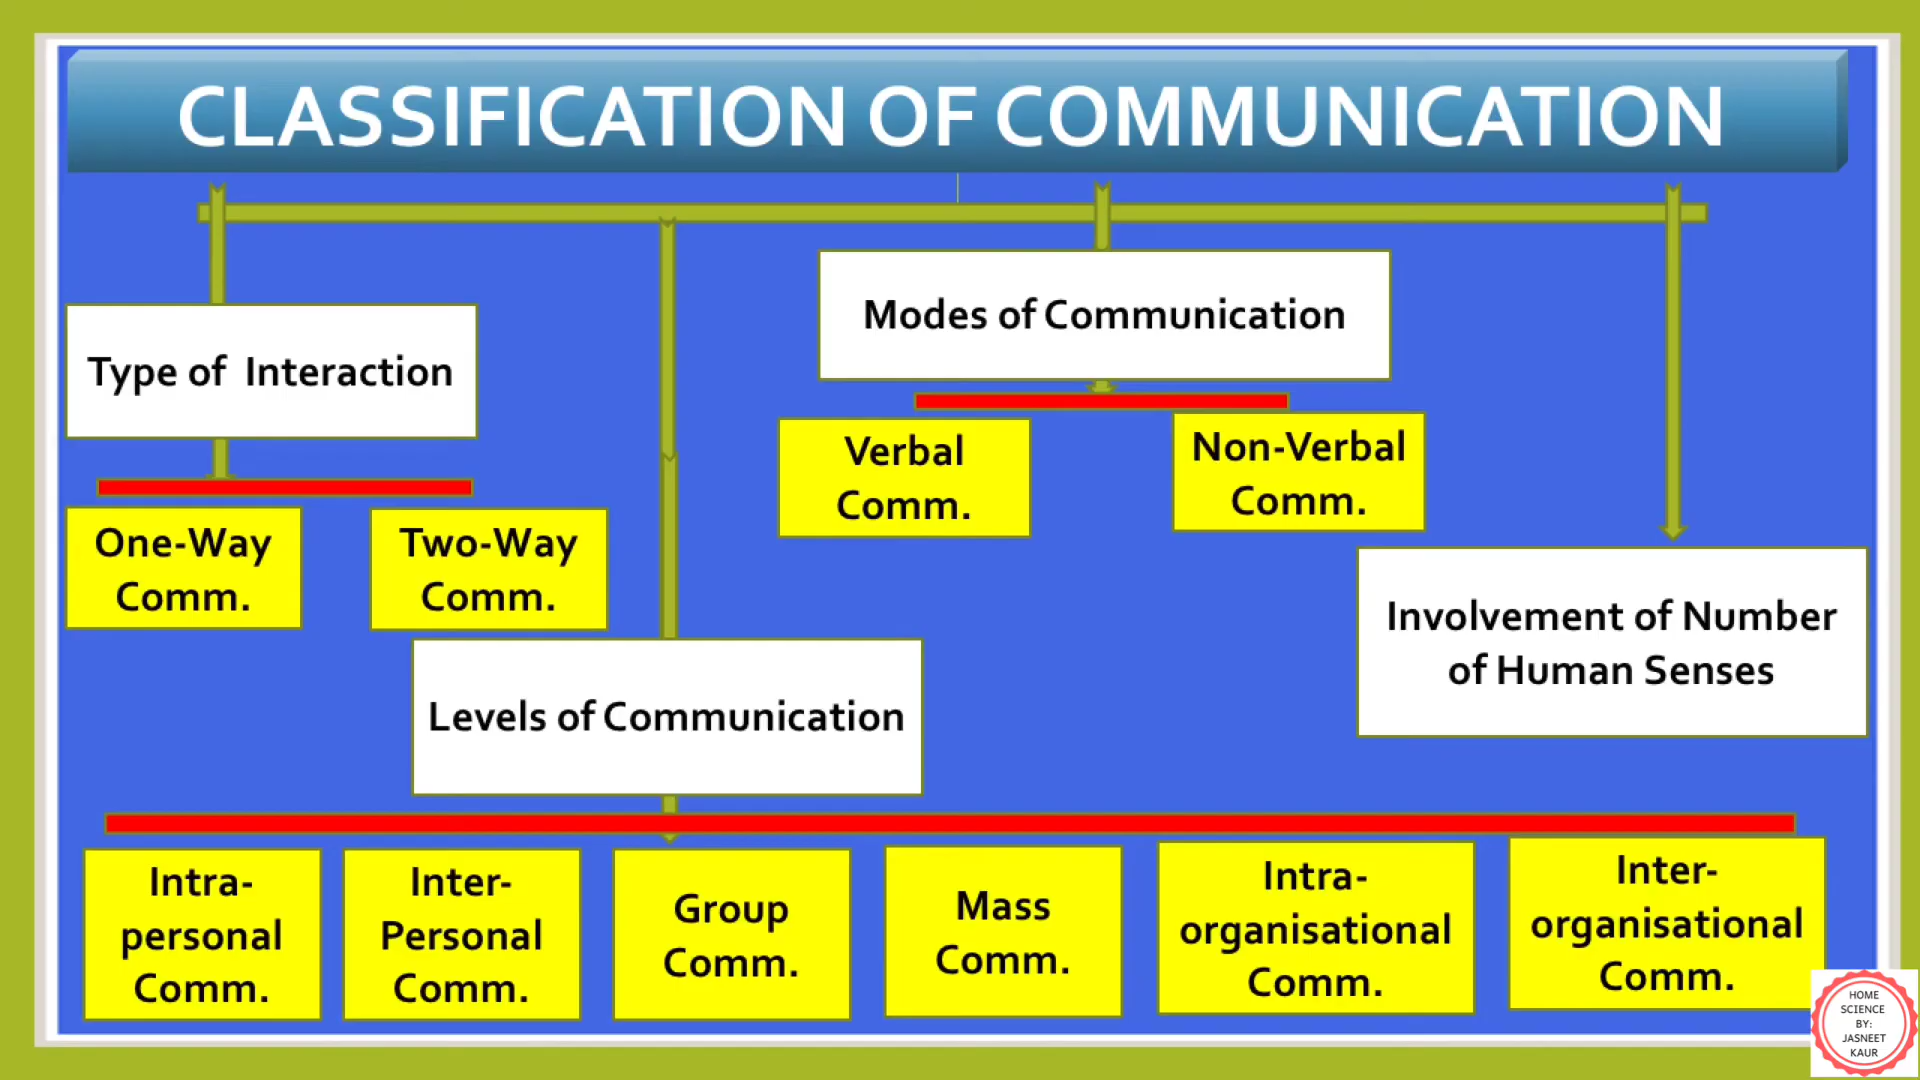 CLASSIFICATION OF COMMUNICATION
Type of Interaction
One-Way
Comm.
Two-Way
Comm.
Levels of Communication
Intra-
personal
Comm.
Inter-
Personal
Comm.
Group
Comm.
Mass
Comm.
Intra-
organisational
Comm.
Inter-
organisational
Comm.
Modes of Communication
Verbal
Comm.
Non-Verbal
Comm.
Involvement of Number
of Human Senses
HOME
SCIENCE
BY:
JASNEET
KAUR